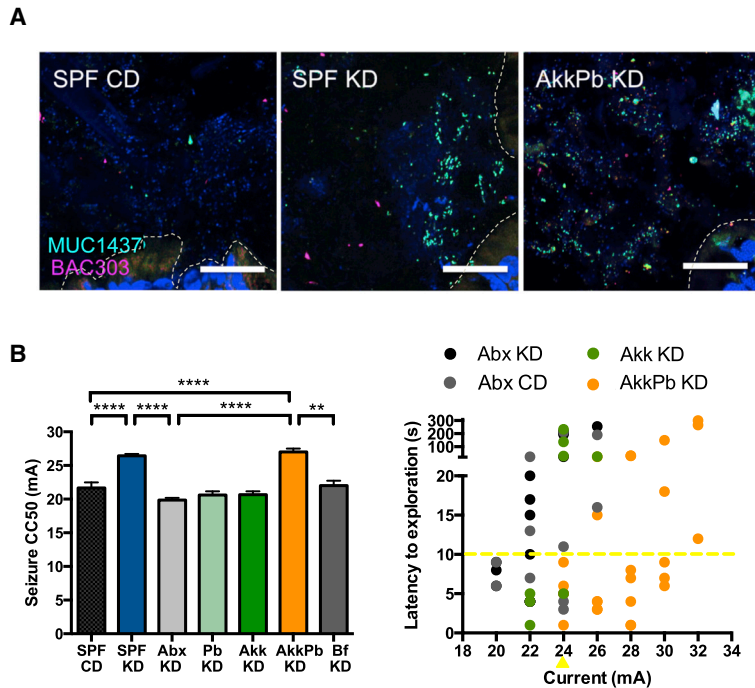 A
SPF CD
SPF KD
AkkPb KD
MUC1437
BAC303
B
****
****
****
****
**
Seizure CC50 (mA)
30
25
20
15
10
5
0
SPF CD
SPF KD
Abx KD
Pb KD
Akk KD
AkkPb KD
Bf KD
Abx KD
Akk KD
Abx CD
AkkPb KD
Latency to exploration (s)
300
200
100
20
15
10
5
0
18 20 22 24 26 28 30 32 34
Current (mA)